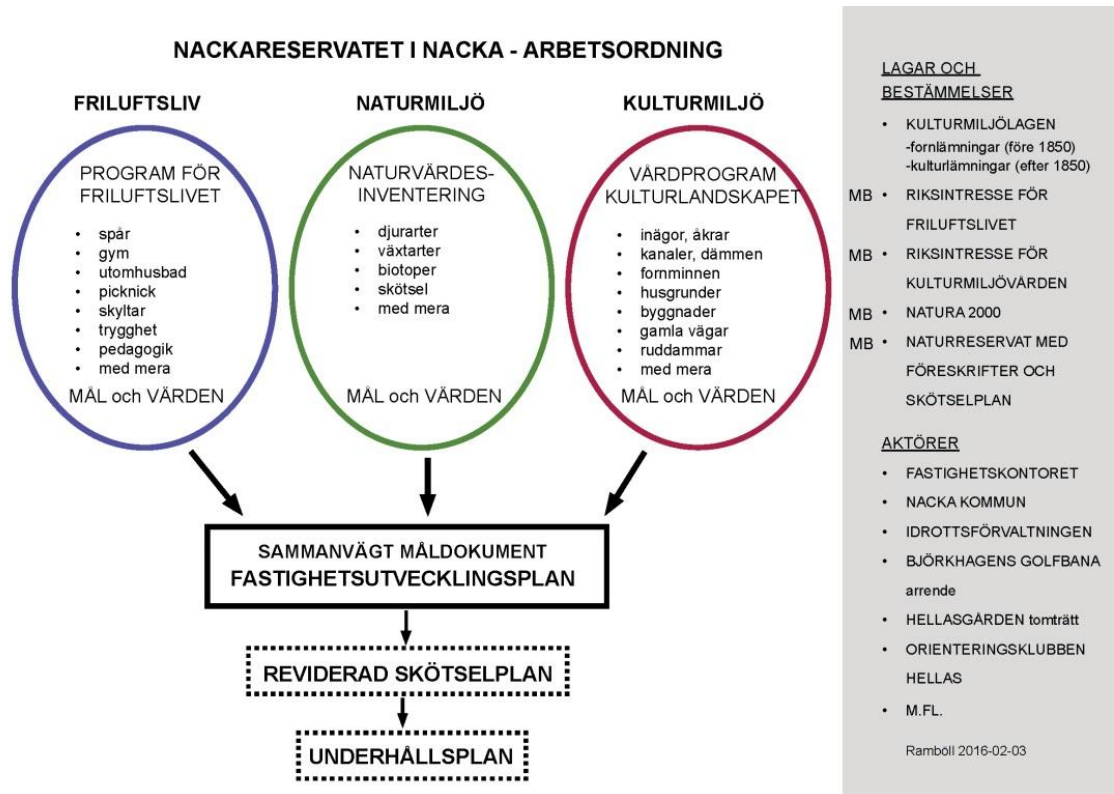 NACKARESERVATET I NACKA - ARBETSORDNING
FRILUFTSLIV
PROGRAM FÖR
FRILUFTSLIVET
• spår
• gym
• utomhusbad
• picknick
• skyltar
• trygghet
• pedagogik
• med mera
MÅL och VÄRDEN
NATURMILJÖ
NATURVÄRDES-
INVENTERING
• djurarter
• växtarter
• biotoper
• skötsel
• med mera
MÅL och VÄRDEN
KULTURMILJÖ
VÅRDPROGRAM
KULTURLANDSKAPET
• inägor, åkrar
• kanaler, dämmen
• fornminnen
• husgrunder
• byggnader
• gamla vägar
• ruddammar
• med mera
MÅL och VÄRDEN
SAMMANVÄGT MÅLDOKUMENT
FASTIGHETSUTVECKLINGSPLAN
REVIDERAD SKÖTSELPLAN
UNDERHÅLLSPLAN
LAGAR OCH
BESTÄMMELSER
• KULTURMILJÖLAGEN
-fornlämningar (före 1850)
-kulturlämningar (efter 1850)
MB • RIKSINTRESSE FÖR
FRILUFTSLIVET
MB • RIKSINTRESSE FÖR
KULTURMILJÖVÅRDEN
MB • NATURA 2000
MB • NATURRESERVAT MED
FÖRESKRIFTER OCH
SKÖTSELPLAN
AKTÖRER
• FASTIGHETSKONTORET
• NACKA KOMMUN
• IDROTTSFÖRVALTNINGEN
• BJÖRKHAGENS GOLFBANA
arrende
• HELLASGÅRDEN tomträtt
• ORIENTERINGSKLUBBEN
HELLAS
• M.FL.
Ramböll 2016-02-03